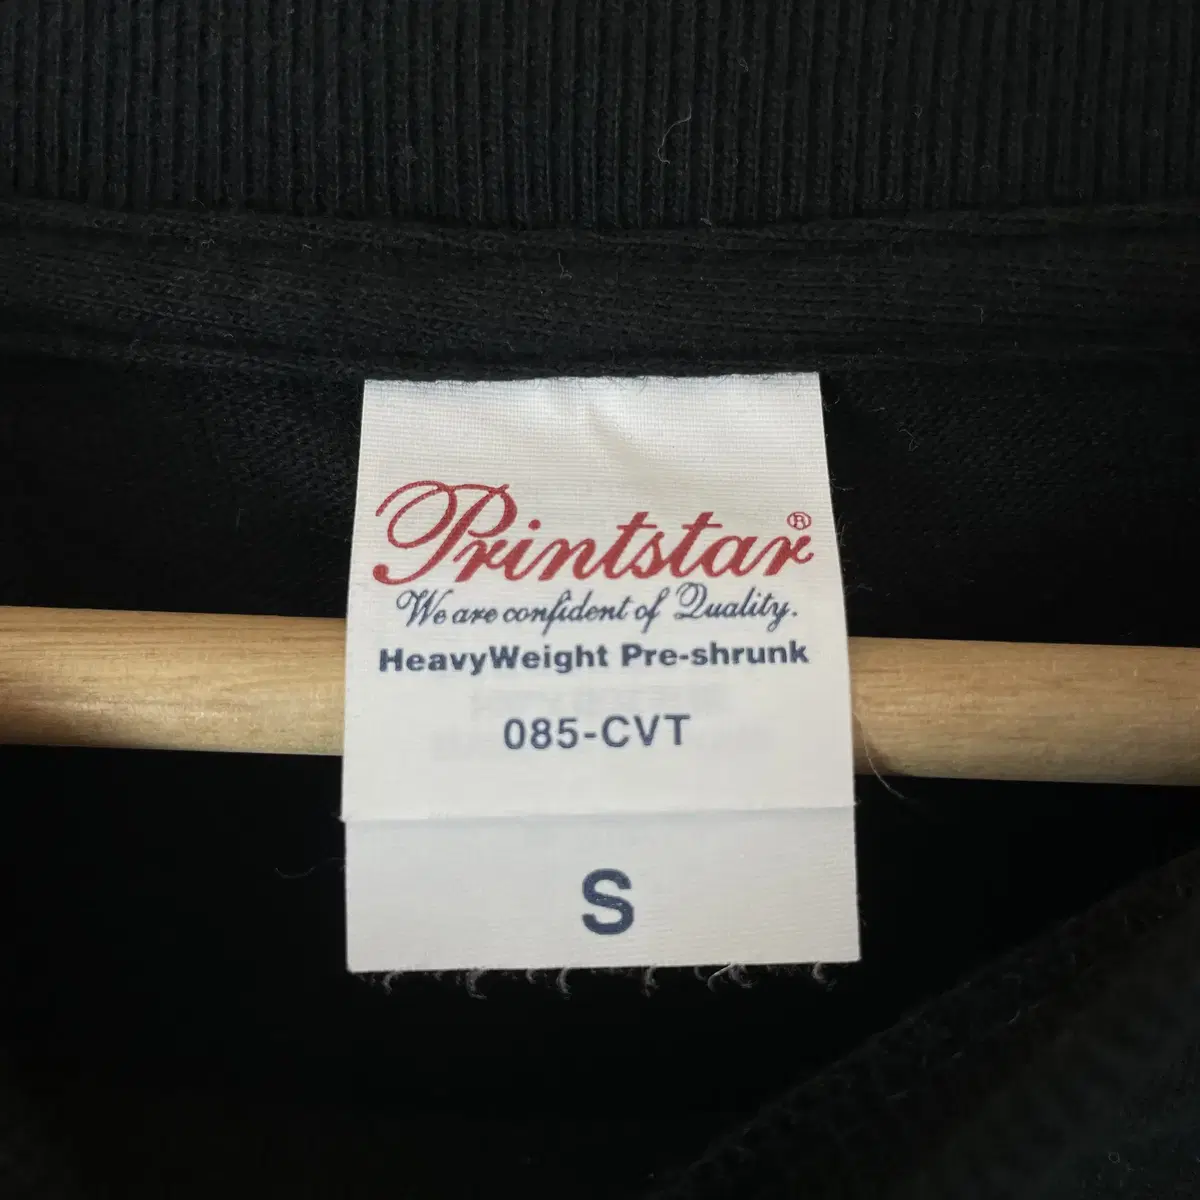 Printstar®
We are confident of Quality.
HeavyWeight Pre-shrunk
085-CVT
S